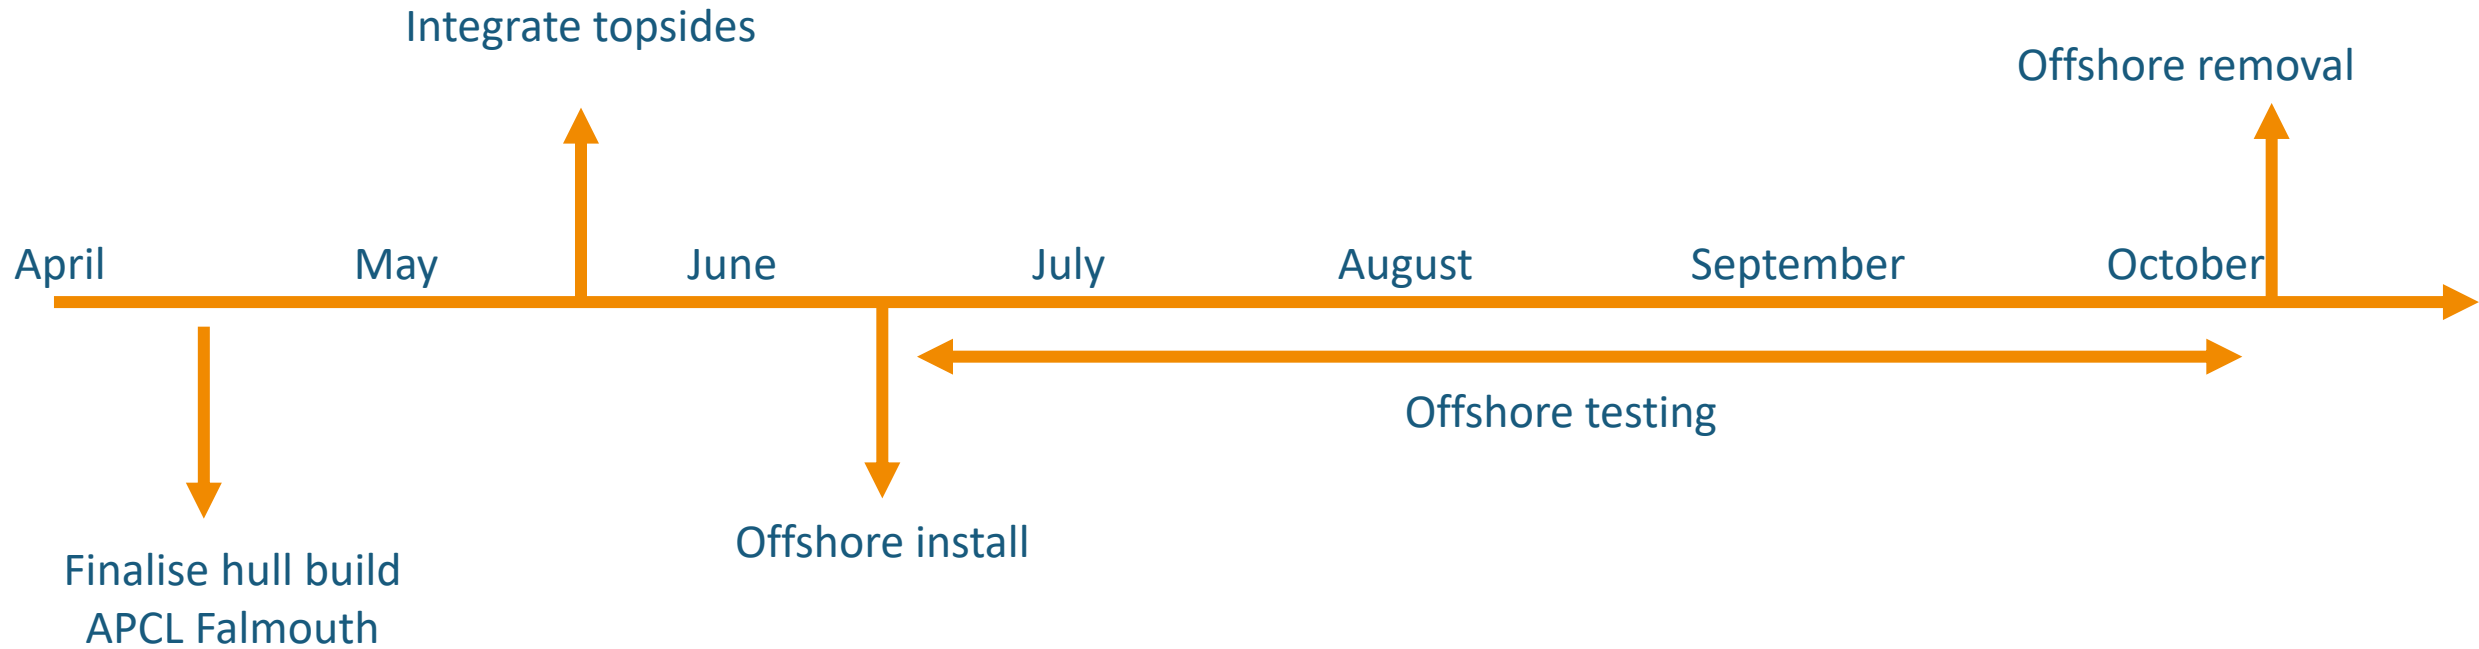 Integrate topsides
Offshore removal
April
May
June
July
August
September
October
Offshore testing
Offshore install
Finalise hull build
APCL Falmouth